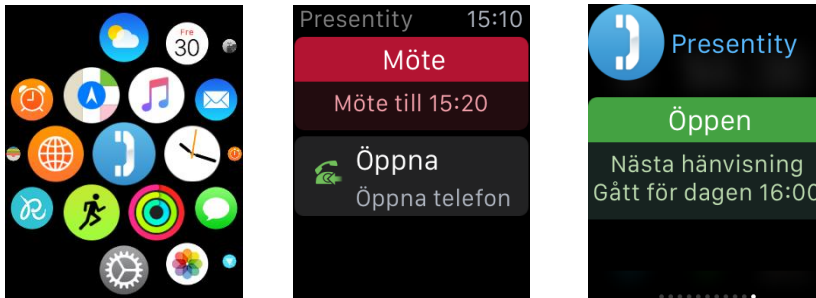 Fre
30
Presentity 15:10
Möte
Möte till 15:20
Öppna
Öppna telefon
Presentity
Öppen
Nästa hänvisning
Gått för dagen 16:00